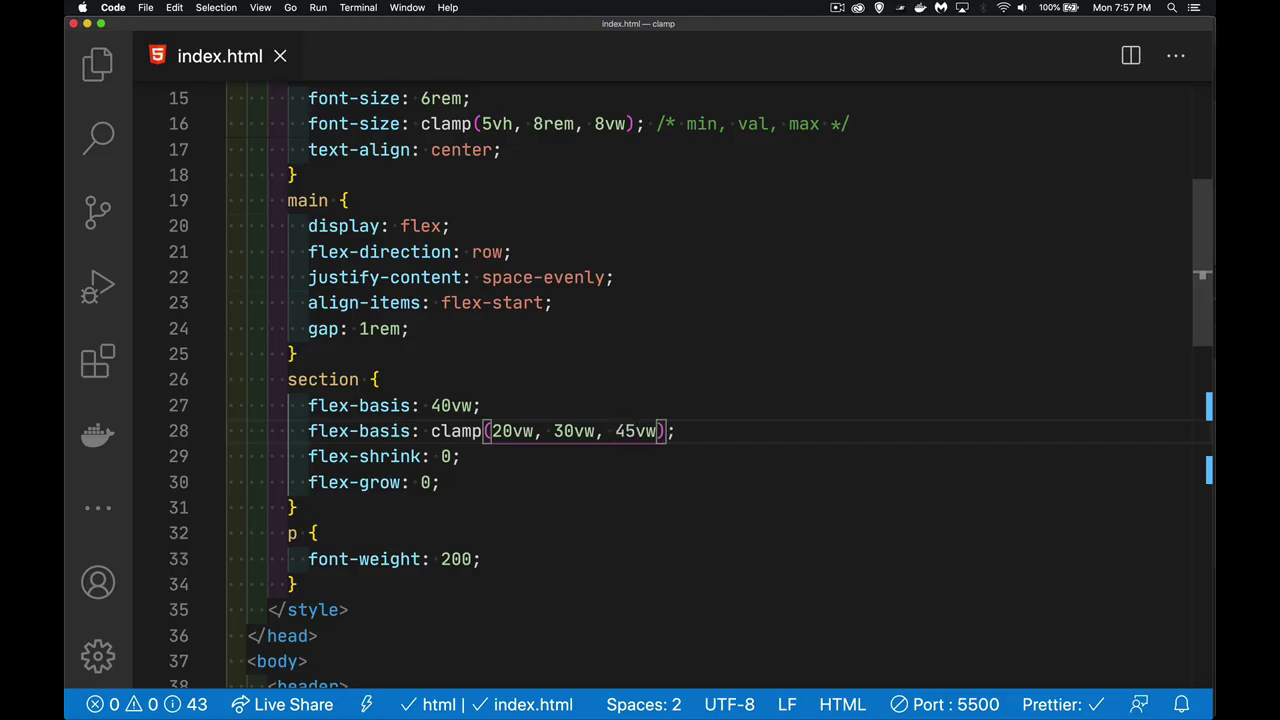 Code File Edit Selection View Go Run Terminal Window Help 100% Mon 7:57 PM
index.html — clamp
index.html
15 font-size: 6rem;
16 font-size: clamp(5vh, 8rem, 8vw); /* min, val, max */
17 text-align: center;
18 }
19 main {
20 display: flex;
21 flex-direction: row;
22 justify-content: space-evenly;
23 align-items: flex-start;
24 gap: 1rem;
25 }
26 section {
27 flex-basis: 40vw;
28 flex-basis: clamp(20vw, 30vw, 45vw);
29 flex-shrink: 0;
30 flex-grow: 0;
31 }
32 p {
33 font-weight: 200;
34 }
35 </style>
36 </head>
37 <body>
38 <header>
0 0 43 Live Share html | index.html Spaces: 2 UTF-8 LF HTML Port : 5500 Prettier: